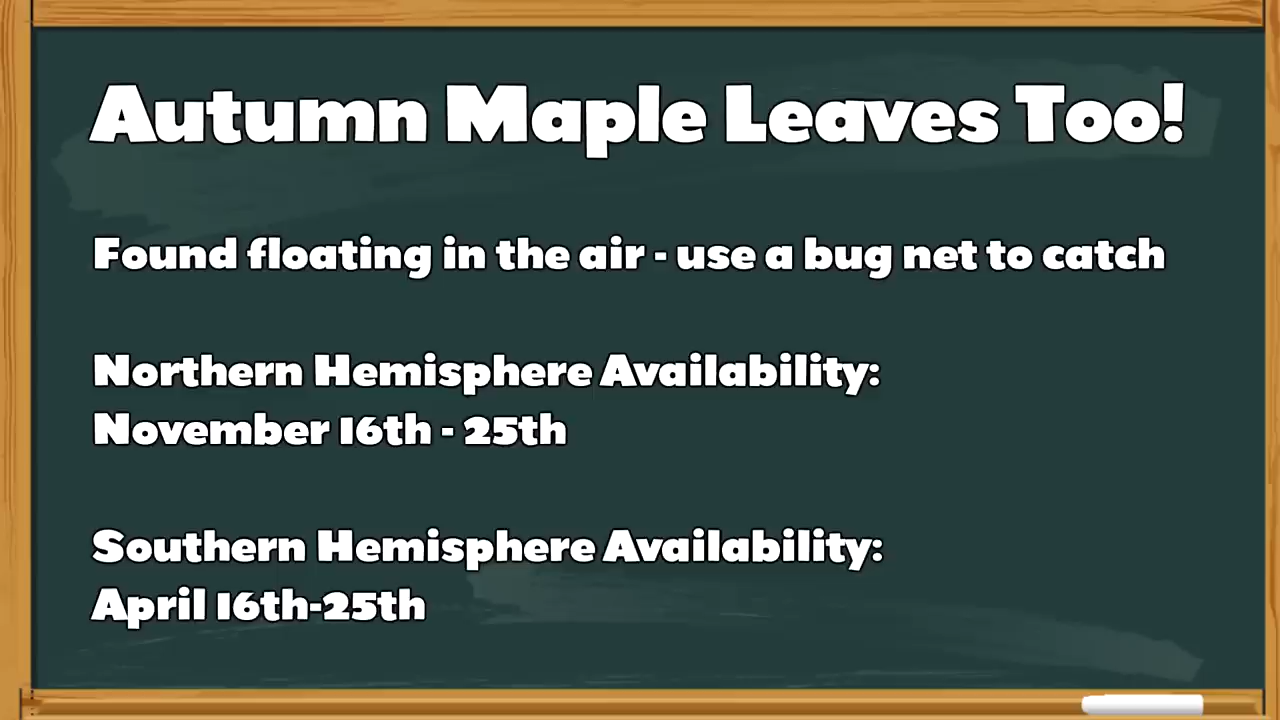 Autumn Maple Leaves Too!
Found floating in the air - use a bug net to catch
Northern Hemisphere Availability:
November 16th - 25th
Southern Hemisphere Availability:
April 16th-25th